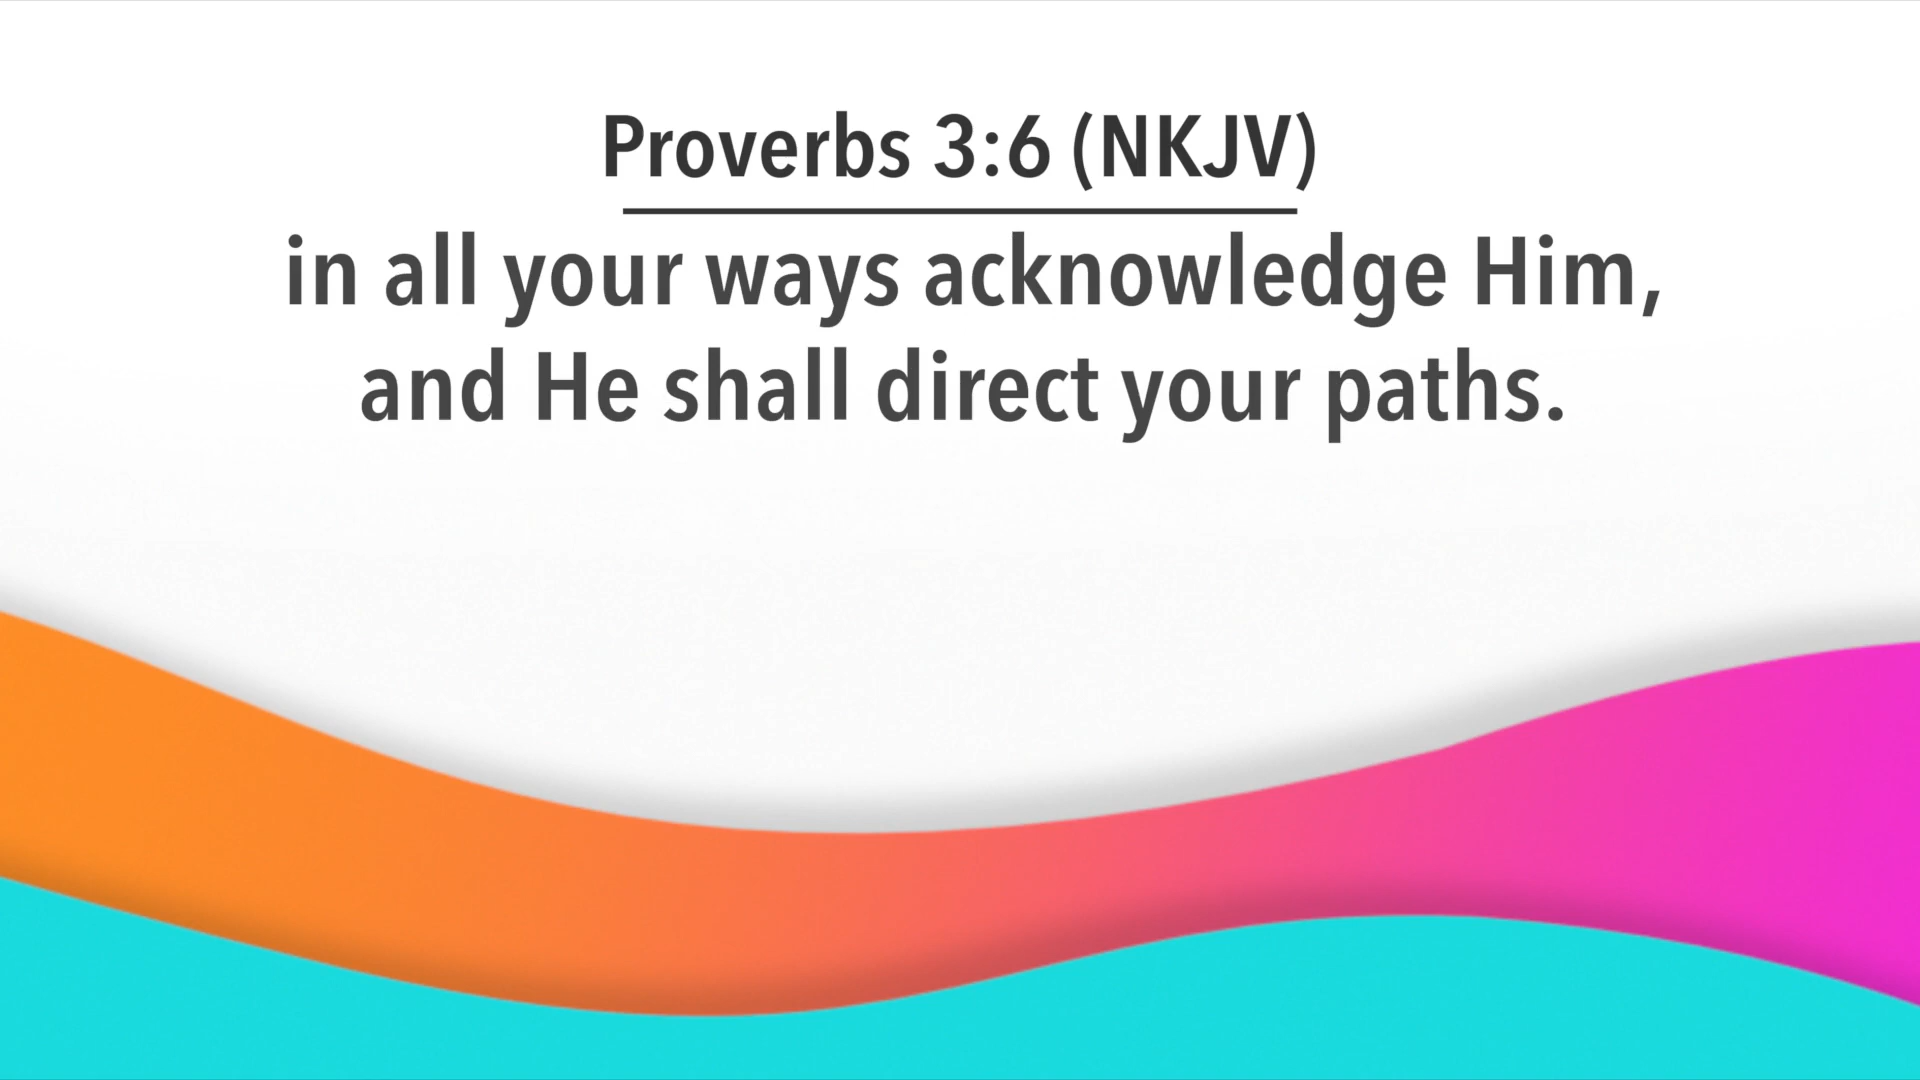 Proverbs 3:6 (NKJV)
in all your ways acknowledge Him,
and He shall direct your paths.